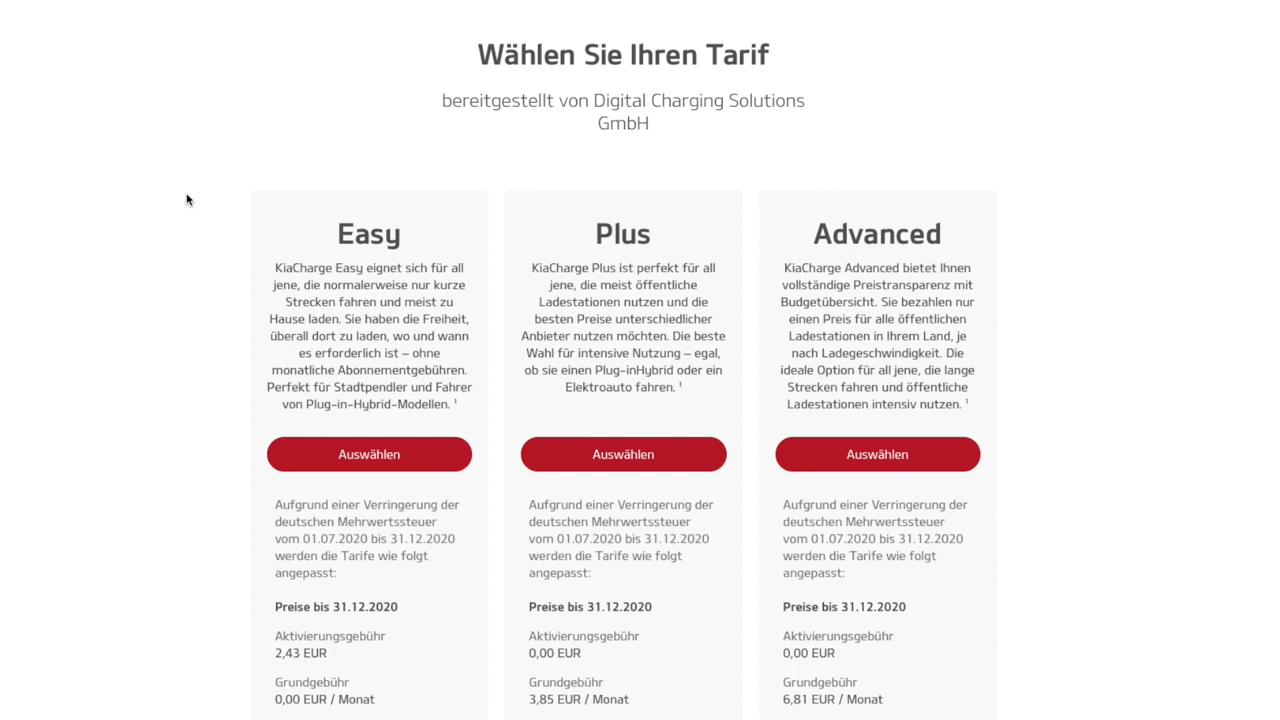 Wählen Sie Ihren Tarif
bereitgestellt von Digital Charging Solutions
GmbH
Easy
KiaCharge Easy eignet sich für all
jene, die normalerweise nur kurze
Strecken fahren und meist zu
Hause laden. Sie haben die Freiheit,
überall dort zu laden, wo und wann
es erforderlich ist – ohne
monatliche Abonnementgebühren.
Perfekt für Stadtpendler und Fahrer
von Plug-in-Hybrid-Modellen. ¹
Auswählen
Aufgrund einer Verringerung der
deutschen Mehrwertssteuer
vom 01.07.2020 bis 31.12.2020
werden die Tarife wie folgt
angepasst:
Preise bis 31.12.2020
Aktivierungsgebühr
2,43 EUR
Grundgebühr
0,00 EUR / Monat
Plus
KiaCharge Plus ist perfekt für all
jene, die meist öffentliche
Ladestationen nutzen und die
besten Preise unterschiedlicher
Anbieter nutzen möchten. Die beste
Wahl für intensive Nutzung – egal,
ob sie einen Plug-inHybrid oder ein
Elektroauto fahren. ¹
Auswählen
Aufgrund einer Verringerung der
deutschen Mehrwertssteuer
vom 01.07.2020 bis 31.12.2020
werden die Tarife wie folgt
angepasst:
Preise bis 31.12.2020
Aktivierungsgebühr
0,00 EUR
Grundgebühr
3,85 EUR / Monat
Advanced
KiaCharge Advanced bietet Ihnen
vollständige Preistransparenz mit
Budgetübersicht. Sie bezahlen nur
einen Preis für alle öffentlichen
Ladestationen in Ihrem Land, je
nach Ladegeschwindigkeit. Die
ideale Option für all jene, die lange
Strecken fahren und öffentliche
Ladestationen intensiv nutzen. ¹
Auswählen
Aufgrund einer Verringerung der
deutschen Mehrwertssteuer
vom 01.07.2020 bis 31.12.2020
werden die Tarife wie folgt
angepasst:
Preise bis 31.12.2020
Aktivierungsgebühr
0,00 EUR
Grundgebühr
6,81 EUR / Monat